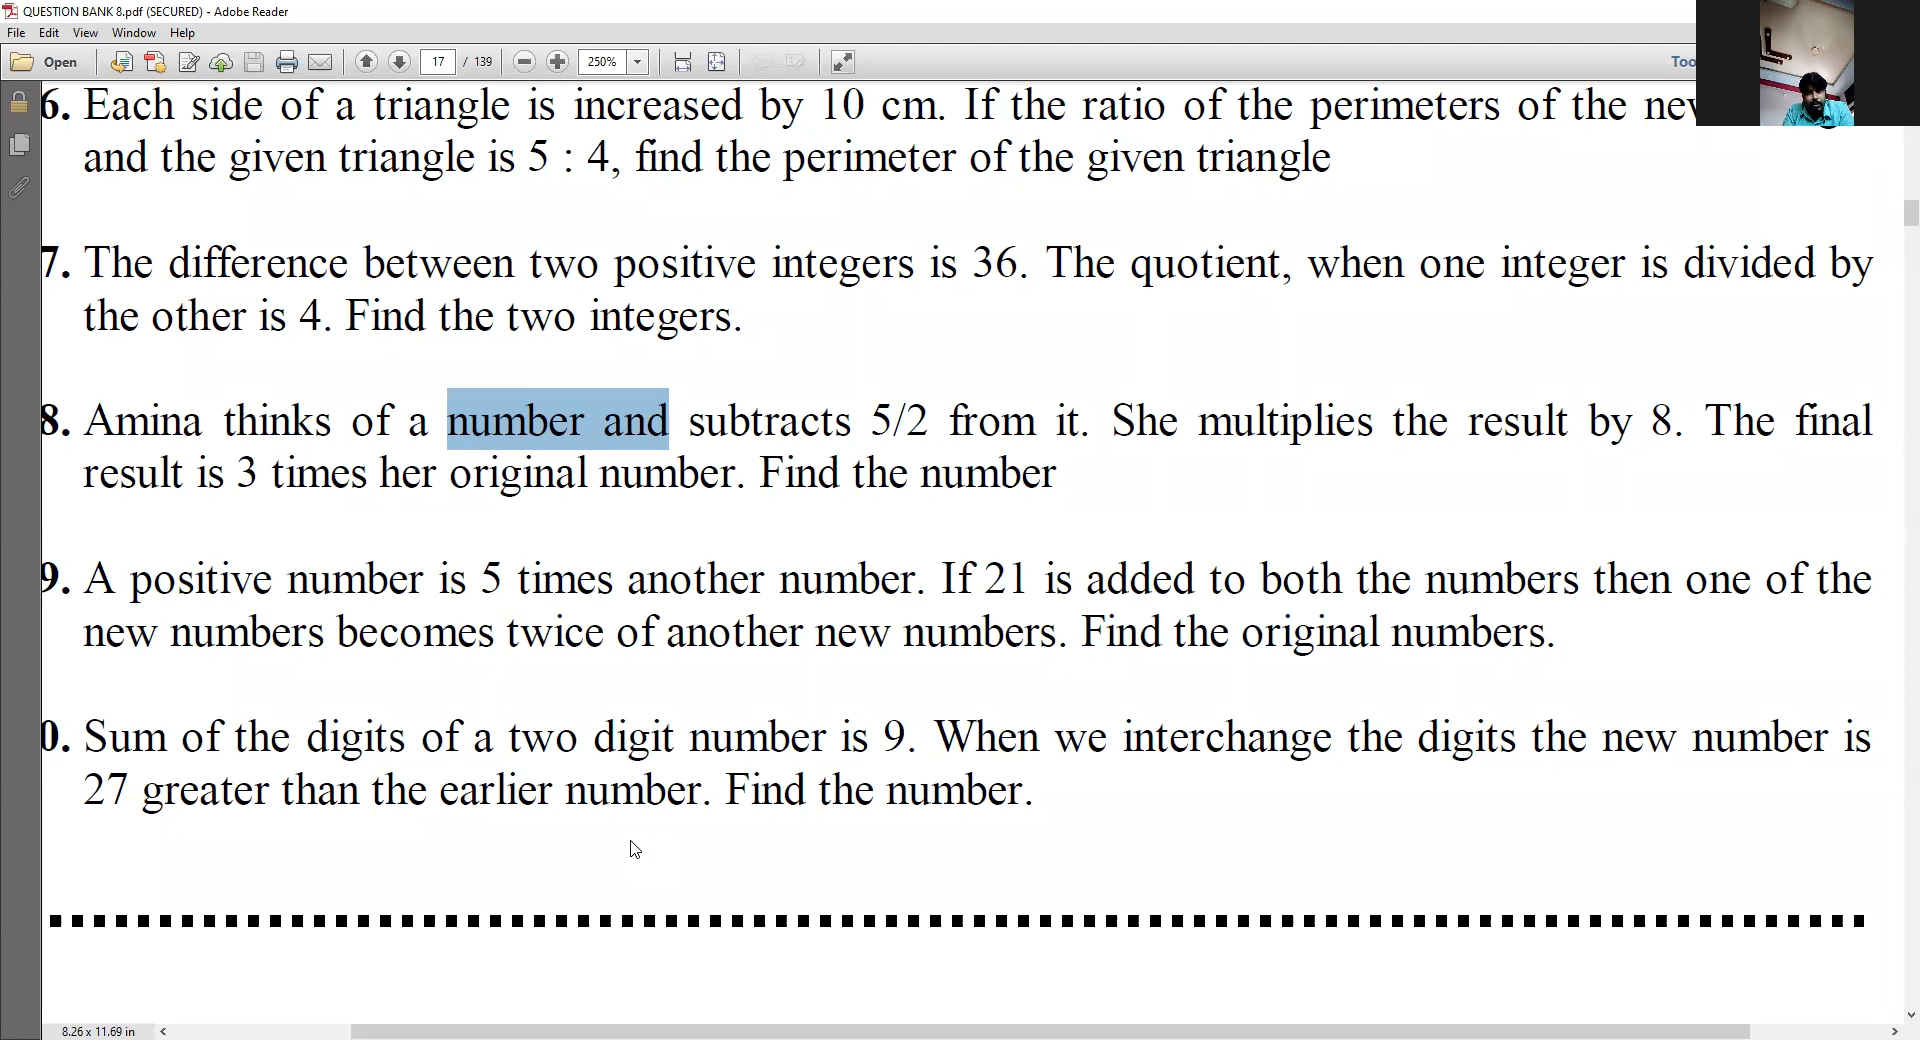 QUESTION BANK 8.pdf (SECURED) - Adobe Reader
File Edit View Window Help
Open 17 / 139 250% Too
6. Each side of a triangle is increased by 10 cm. If the ratio of the perimeters of the
and the given triangle is 5 : 4, find the perimeter of the given triangle
7. The difference between two positive integers is 36. The quotient, when one integer is divided by
the other is 4. Find the two integers.
8. Amina thinks of a number and subtracts 5/2 from it. She multiplies the result by 8. The final
result is 3 times her original number. Find the number
9. A positive number is 5 times another number. If 21 is added to both the numbers then one of the
new numbers becomes twice of another new numbers. Find the original numbers.
0. Sum of the digits of a two digit number is 9. When we interchange the digits the new number is
27 greater than the earlier number. Find the number.
8.26 x 11.69 in